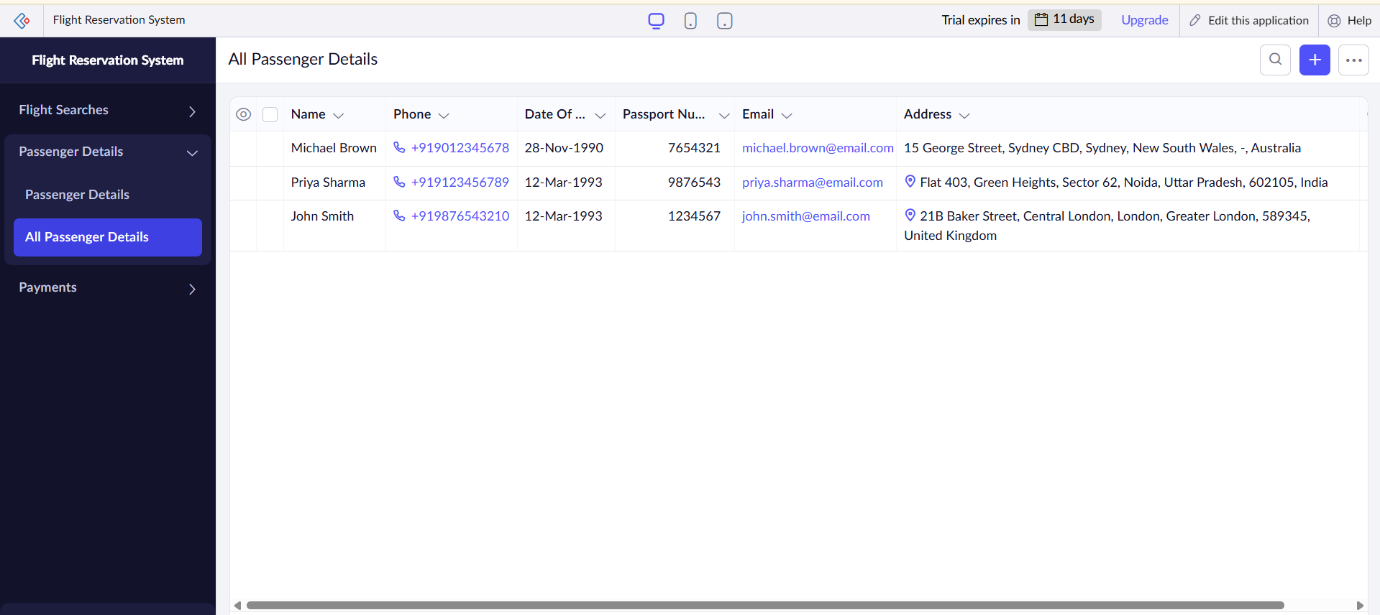 Flight Reservation System
Trial expires in 11 days Upgrade Edit this application Help
Flight Reservation System
Flight Searches
Passenger Details
Passenger Details
All Passenger Details
Payments
All Passenger Details
Name Phone Date Of ... Passport Nu... Email Address
Michael Brown +919012345678 28-Nov-1990 7654321 michael.brown@email.com 15 George Street, Sydney CBD, Sydney, New South Wales, -, Australia
Priya Sharma +919123456789 12-Mar-1993 9876543 priya.sharma@email.com Flat 403, Green Heights, Sector 62, Noida, Uttar Pradesh, 602105, India
John Smith +919876543210 12-Mar-1993 1234567 john.smith@email.com 21B Baker Street, Central London, London, Greater London, 589345,
United Kingdom